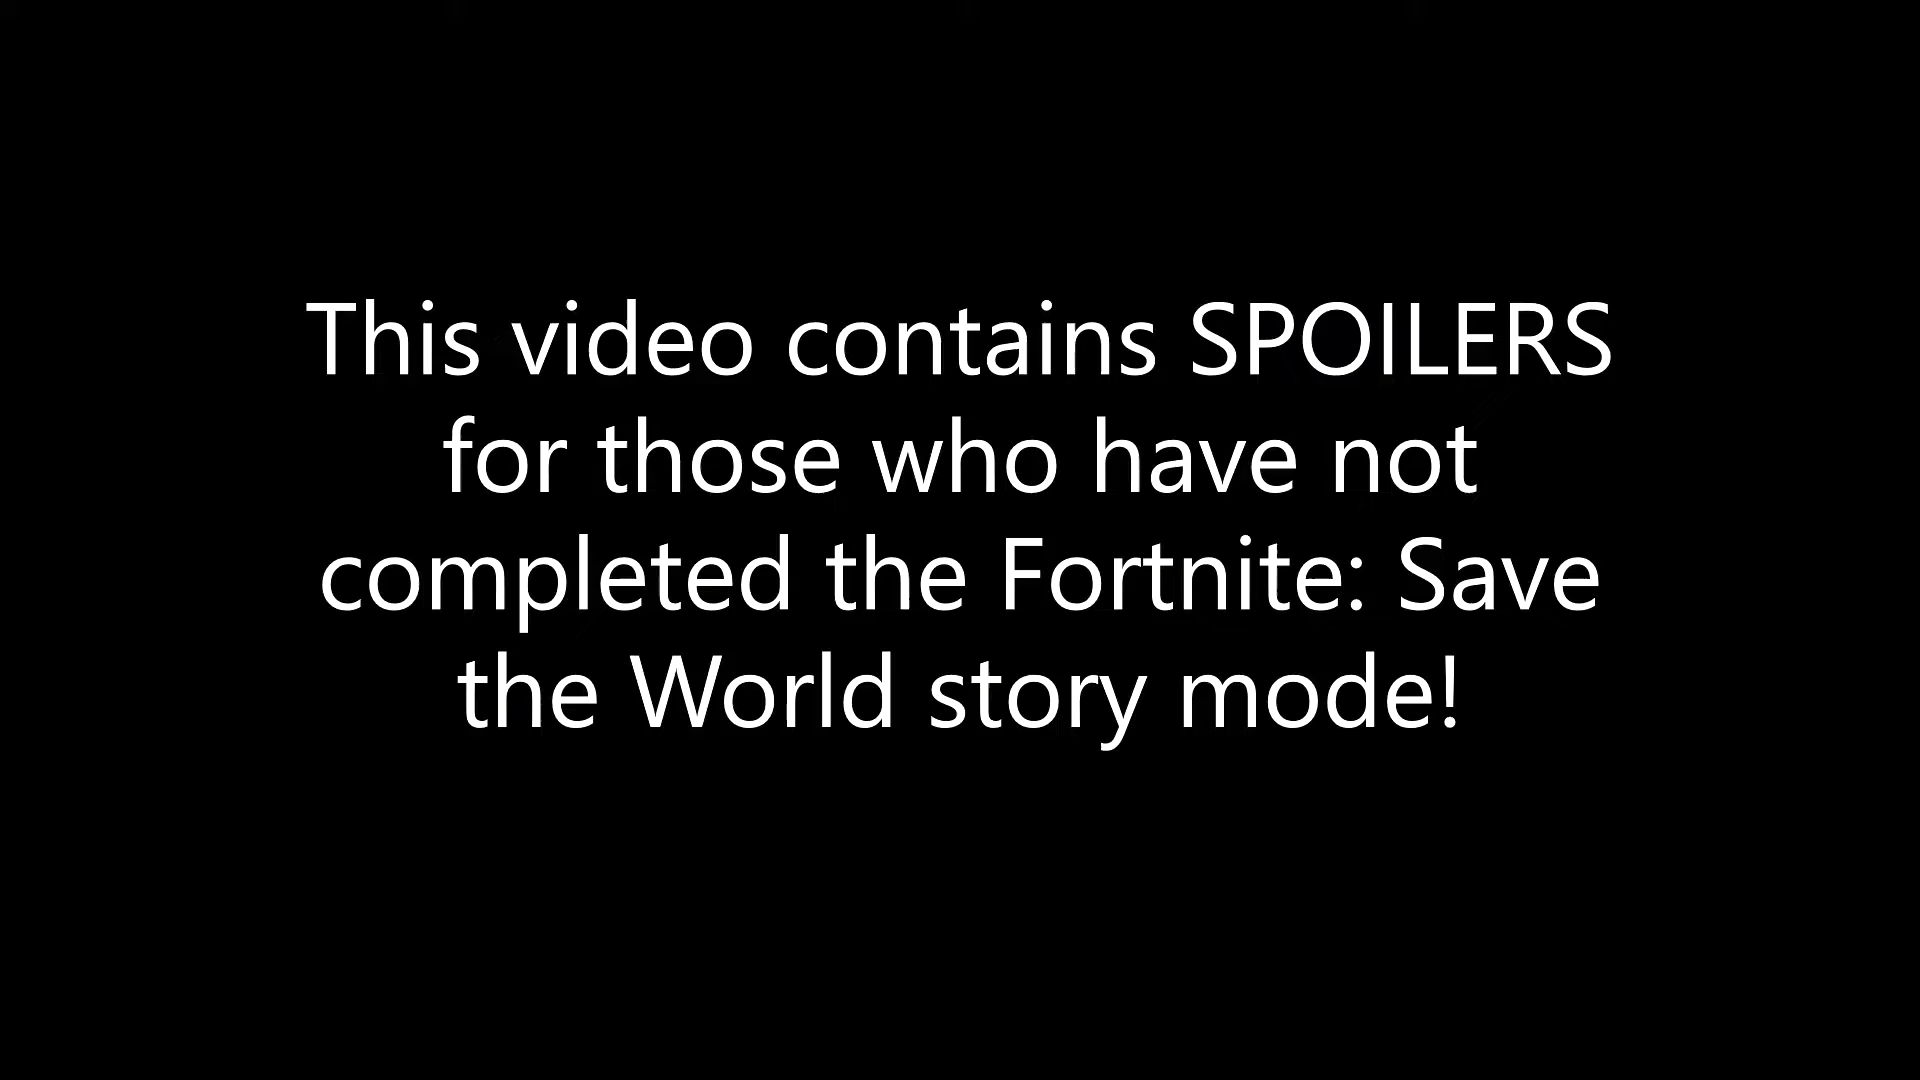 This video contains SPOILERS
for those who have not
completed the Fortnite: Save
the World story mode!